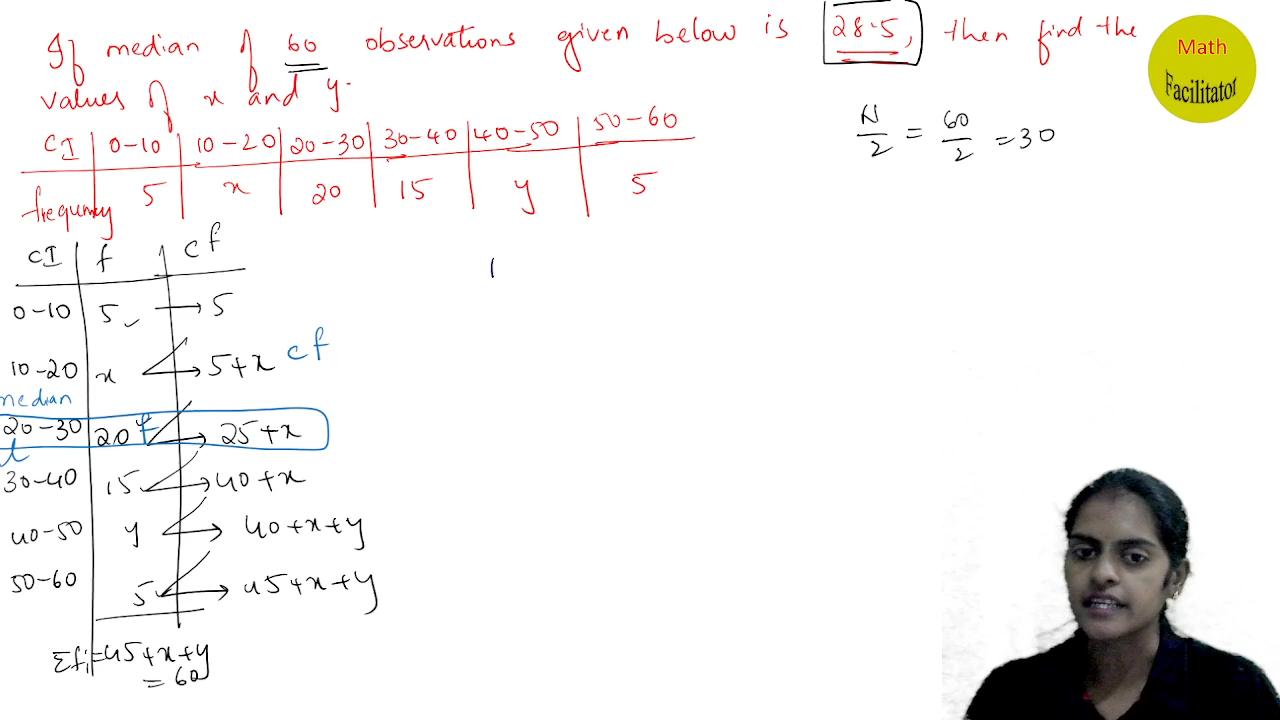 If median of 60 observations given below is 28.5, then find the
values of x and y.
Math
Facilitator
N/2 = 60/2 = 30
CI 0-10 10-20 20-30 30-40 40-50 50-60
frequency 5 x 20 15 y 5
CI f cf
0-10 5 → 5
10-20 x → 5+x cf
median
20-30 20 f → 25+x
l
30-40 15 → 40+x
40-50 y → 40+x+y
50-60 5 → 45+x+y
Σfi = 45+x+y
= 60